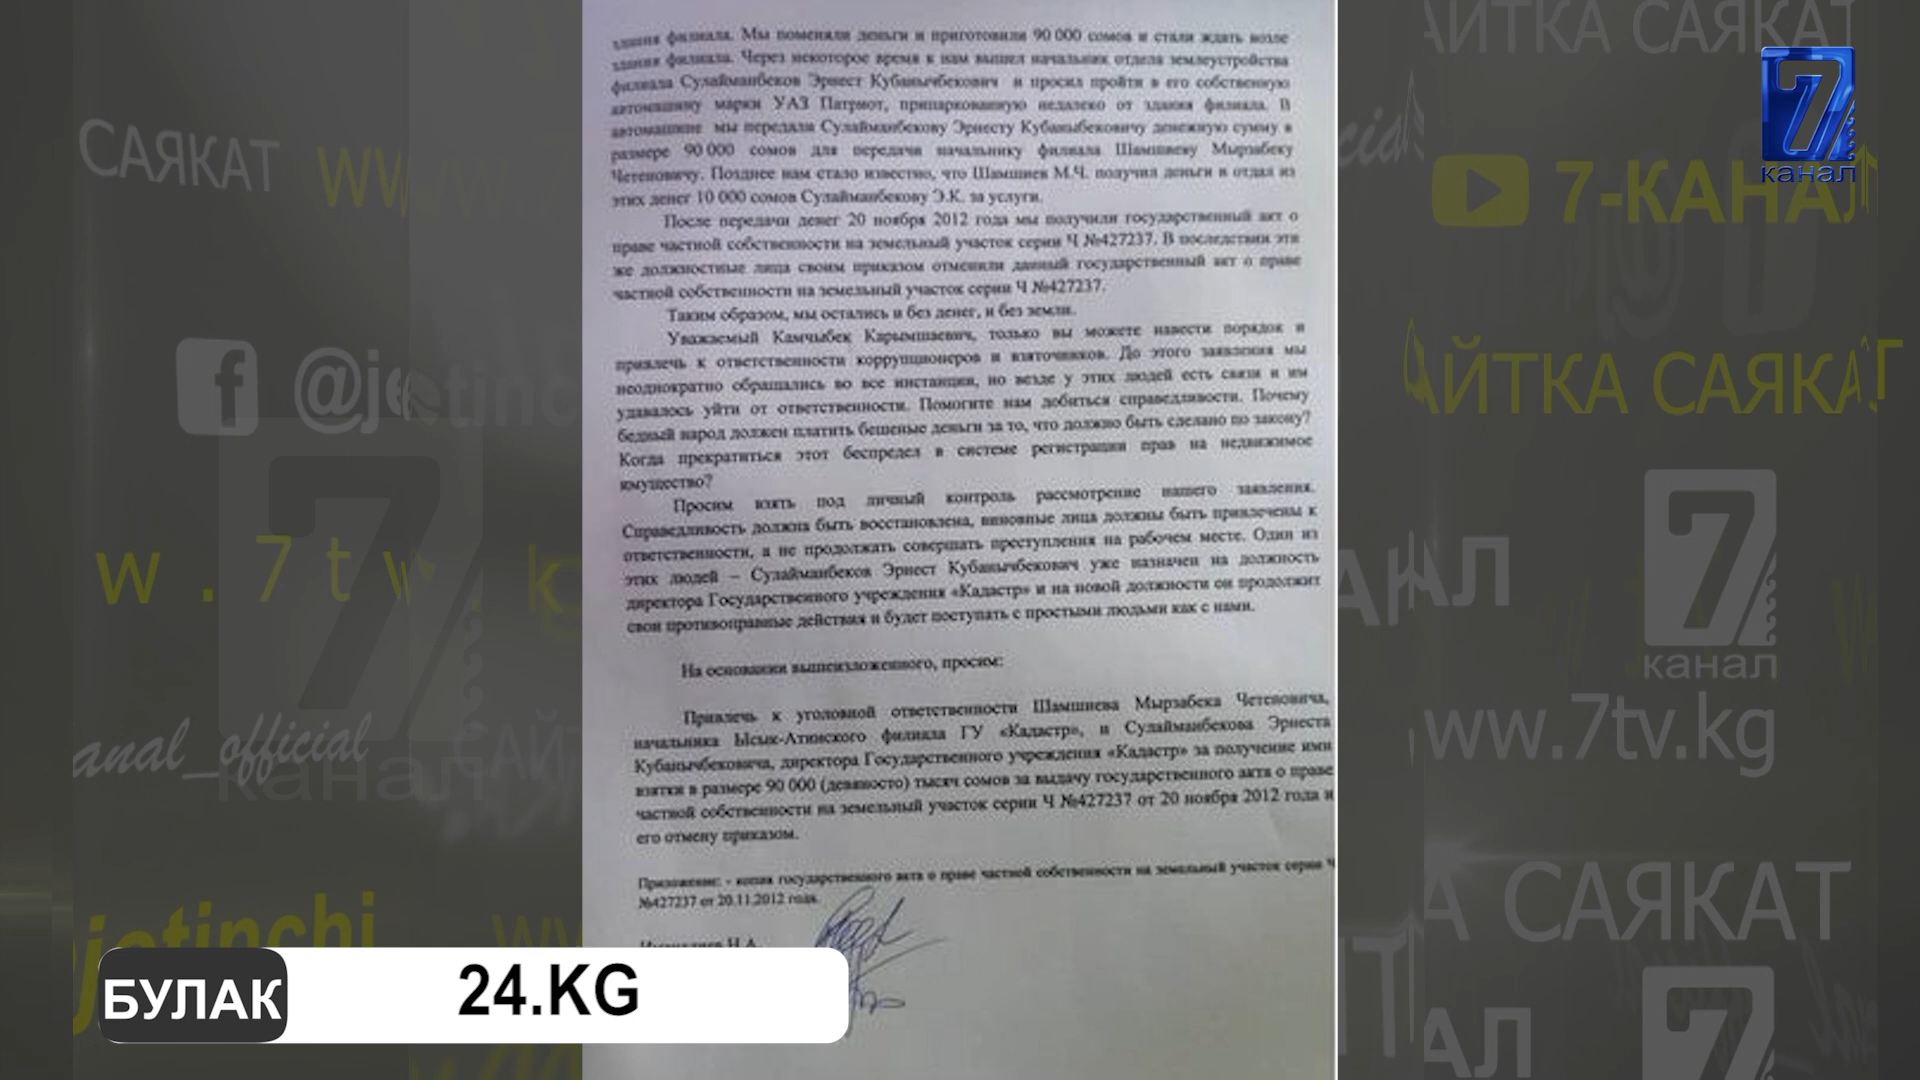 здания филиала. Мы поменяли деньги и приготовили 90 000 сомов и стали ждать возле
здания филиала. Через некоторое время к нам вышел начальник отдела землеустройства
филиала Сулайманбеков Эрнест Кубанычбекович и просил пройти в его собственную
автомашину марки УАЗ Патриот, припаркованную недалеко от здания филиала. В
автомашине мы передали Сулайманбекову Эрнесту Кубаныбековичу денежную сумму в
размере 90 000 сомов для передачи начальнику филиала Шамшиеву Мырзабеку
Четеновичу. Позднее нам стало известно, что Шамшиев М.Ч. получил деньги и отдал из
этих денег 10 000 сомов Сулайманбекову Э.К. за услуги.
После передачи денег 20 ноября 2012 года мы получили государственный акт о
праве частной собственности на земельный участок серии Ч №427237. В последствии эти
же должностные лица своим приказом отменили данный государственный акт о праве
частной собственности на земельный участок серии Ч №427237.
Таким образом, мы остались и без денег, и без земли.
Уважаемый Камчыбек Карымшаевич, только вы можете навести порядок и
привлечь к ответственности коррупционеров и взяточников. До этого заявления мы
неоднократно обращались во все инстанции, но везде у этих людей есть связи и им
удавалось уйти от ответственности. Помогите нам добиться справедливости. Почему
бедный народ должен платить бешеные деньги за то, что должно быть сделано по закону?
Когда прекратиться этот беспредел в системе регистрации прав на недвижимое
имущество?
Просим взять под личный контроль рассмотрение нашего заявления.
Справедливость должна быть восстановлена, виновные лица должны быть привлечены к
ответственности, а не продолжать совершать преступления на рабочем месте. Один из
этих людей – Сулайманбеков Эрнест Кубанычбекович уже назначен на должность
директора Государственного учреждения «Кадастр» и на новой должности он продолжит
свои противоправные действия и будет поступать с простыми людьми как с нами.
На основании вышеизложенного, просим:
Привлечь к уголовной ответственности Шамшиева Мырзабека Четеновича,
начальника Ысык-Атинского филиала ГУ «Кадастр», и Сулайманбекова Эрнеста
Кубанычбековича, директора Государственного учреждения «Кадастр» за получение ими
взятки в размере 90 000 (девяносто) тысяч сомов за выдачу государственного акта о праве
частной собственности на земельный участок серии Ч №427237 от 20 ноября 2012 года и
его отмену приказом.
Приложение: - копия государственного акта о праве частной собственности на земельный участок серии Ч
№427237 от 20.11.2012 года.
БУЛАК
24.KG
7
канал
7-КАНАЛ
АЙТКА САЯКАТ
АЙТКА САЯКАТ
САЯКАТ
7
канал
www.7tv.kg
САЯКАТ
7
канал
anal_official
jetinchi